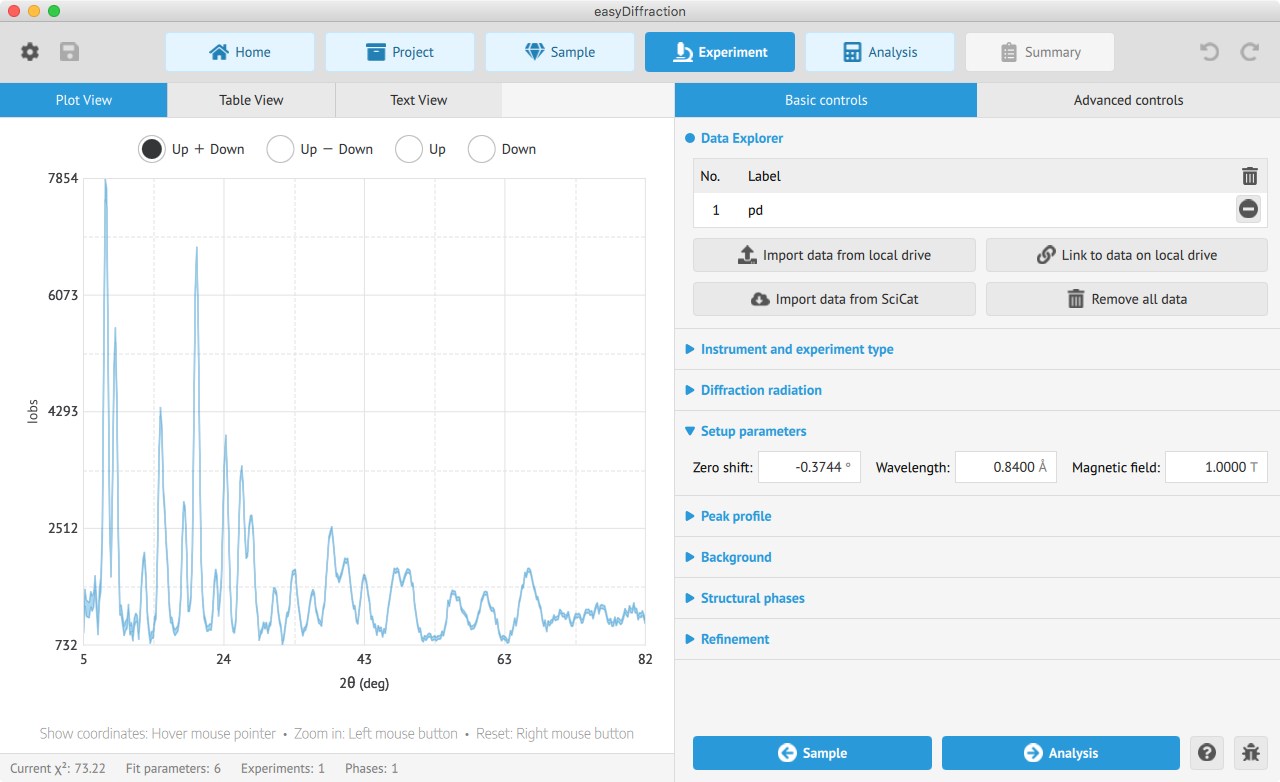 easyDiffraction
Home Project Sample Experiment Analysis Summary
Plot View Table View Text View Basic controls Advanced controls
Up + Down Up − Down Up Down
7854
6073
4293
2512
732
Iobs
5 24 43 63 82
2θ (deg)
Show coordinates: Hover mouse pointer • Zoom in: Left mouse button • Reset: Right mouse button
Current χ²: 73.22 Fit parameters: 6 Experiments: 1 Phases: 1
Data Explorer
No. Label
1 pd
Import data from local drive Link to data on local drive
Import data from SciCat Remove all data
Instrument and experiment type
Diffraction radiation
Setup parameters
Zero shift: -0.3744 ° Wavelength: 0.8400 Å Magnetic field: 1.0000 T
Peak profile
Background
Structural phases
Refinement
Sample Analysis